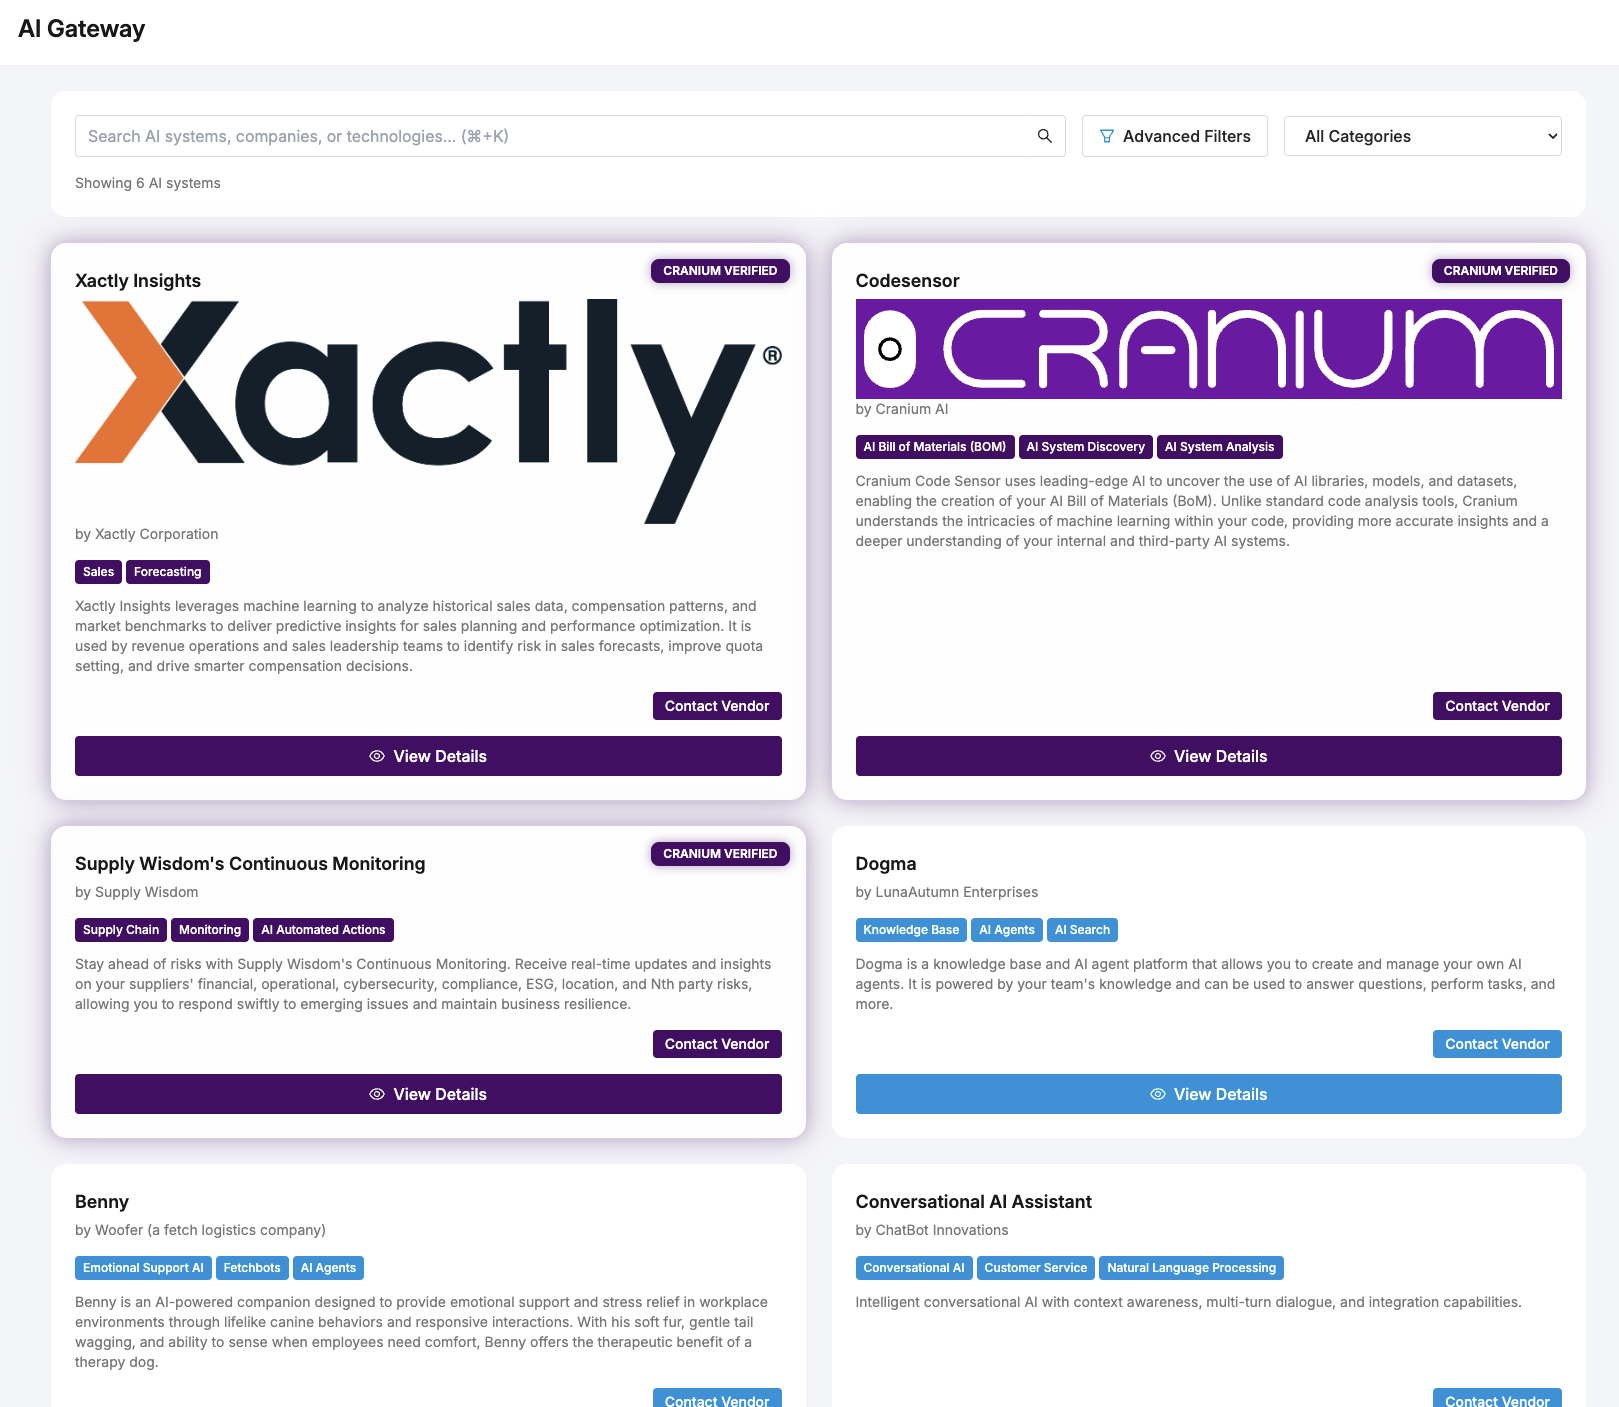 AI Gateway
Search AI systems, companies, or technologies... (⌘+K)
Advanced Filters
All Categories
Showing 6 AI systems
Xactly Insights
CRANIUM VERIFIED
Xactly®
by Xactly Corporation
Sales
Forecasting
Xactly Insights leverages machine learning to analyze historical sales data, compensation patterns, and
market benchmarks to deliver predictive insights for sales planning and performance optimization. It is
used by revenue operations and sales leadership teams to identify risk in sales forecasts, improve quota
setting, and drive smarter compensation decisions.
Contact Vendor
View Details
Codesensor
CRANIUM VERIFIED
CRANIUM
by Cranium AI
AI Bill of Materials (BOM)
AI System Discovery
AI System Analysis
Cranium Code Sensor uses leading-edge AI to uncover the use of AI libraries, models, and datasets,
enabling the creation of your AI Bill of Materials (BoM). Unlike standard code analysis tools, Cranium
understands the intricacies of machine learning within your code, providing more accurate insights and a
deeper understanding of your internal and third-party AI systems.
Contact Vendor
View Details
Supply Wisdom's Continuous Monitoring
CRANIUM VERIFIED
by Supply Wisdom
Supply Chain
Monitoring
AI Automated Actions
Stay ahead of risks with Supply Wisdom's Continuous Monitoring. Receive real-time updates and insights
on your suppliers' financial, operational, cybersecurity, compliance, ESG, location, and Nth party risks,
allowing you to respond swiftly to emerging issues and maintain business resilience.
Contact Vendor
View Details
Dogma
by LunaAutumn Enterprises
Knowledge Base
AI Agents
AI Search
Dogma is a knowledge base and AI agent platform that allows you to create and manage your own AI
agents. It is powered by your team's knowledge and can be used to answer questions, perform tasks, and
more.
Contact Vendor
View Details
Benny
by Woofer (a fetch logistics company)
Emotional Support AI
Fetchbots
AI Agents
Benny is an AI-powered companion designed to provide emotional support and stress relief in workplace
environments through lifelike canine behaviors and responsive interactions. With his soft fur, gentle tail
wagging, and ability to sense when employees need comfort, Benny offers the therapeutic benefit of a
therapy dog.
Contact Vendor
Conversational AI Assistant
by ChatBot Innovations
Conversational AI
Customer Service
Natural Language Processing
Intelligent conversational AI with context awareness, multi-turn dialogue, and integration capabilities.
Contact Vendor